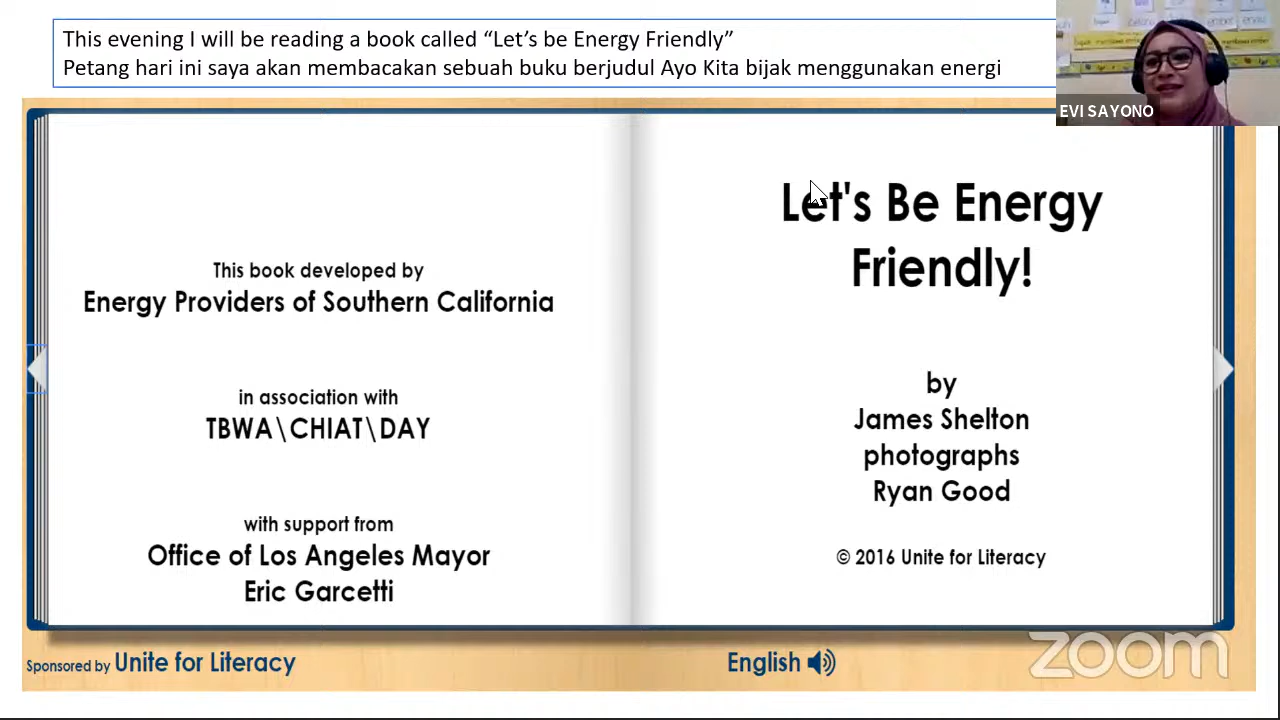 This evening I will be reading a book called “Let’s be Energy Friendly”
Petang hari ini saya akan membacakan sebuah buku berjudul Ayo Kita bijak menggunakan energi
EVI SAYONO
This book developed by
Energy Providers of Southern California
in association with
TBWA\CHIAT\DAY
with support from
Office of Los Angeles Mayor
Eric Garcetti
Let's Be Energy
Friendly!
by
James Shelton
photographs
Ryan Good
© 2016 Unite for Literacy
Sponsored by Unite for Literacy
English
zoom